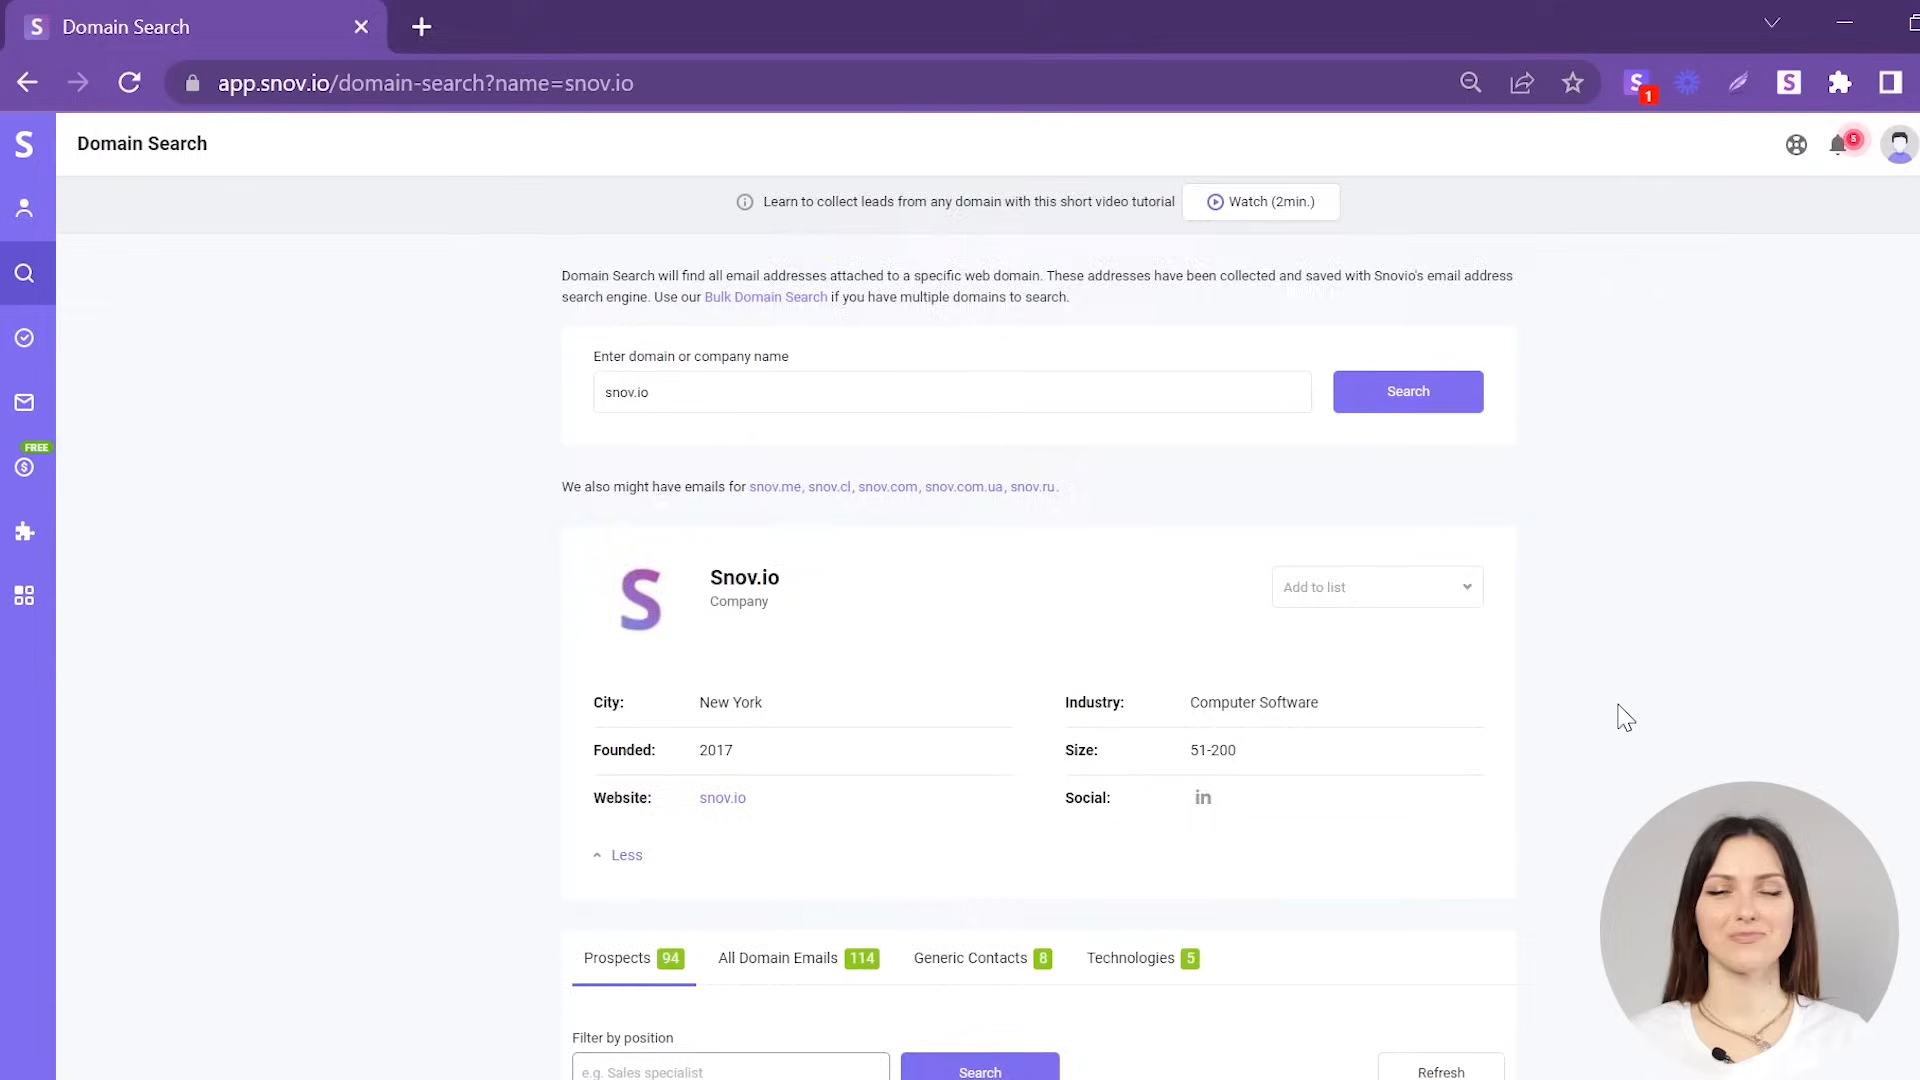 S Domain Search
app.snov.io/domain-search?name=snov.io
S 1
S
S
Domain Search
5
Learn to collect leads from any domain with this short video tutorial
Watch (2min.)
Domain Search will find all email addresses attached to a specific web domain. These addresses have been collected and saved with Snovio's email address
search engine. Use our Bulk Domain Search if you have multiple domains to search.
Enter domain or company name
snov.io
Search
FREE
We also might have emails for snov.me, snov.cl, snov.com, snov.com.ua, snov.ru.
S
Snov.io
Company
Add to list
City: New York
Industry: Computer Software
Founded: 2017
Size: 51-200
Website: snov.io
Social: in
Less
Prospects 94
All Domain Emails 114
Generic Contacts 8
Technologies 5
Filter by position
e.g. Sales specialist
Search
Refresh